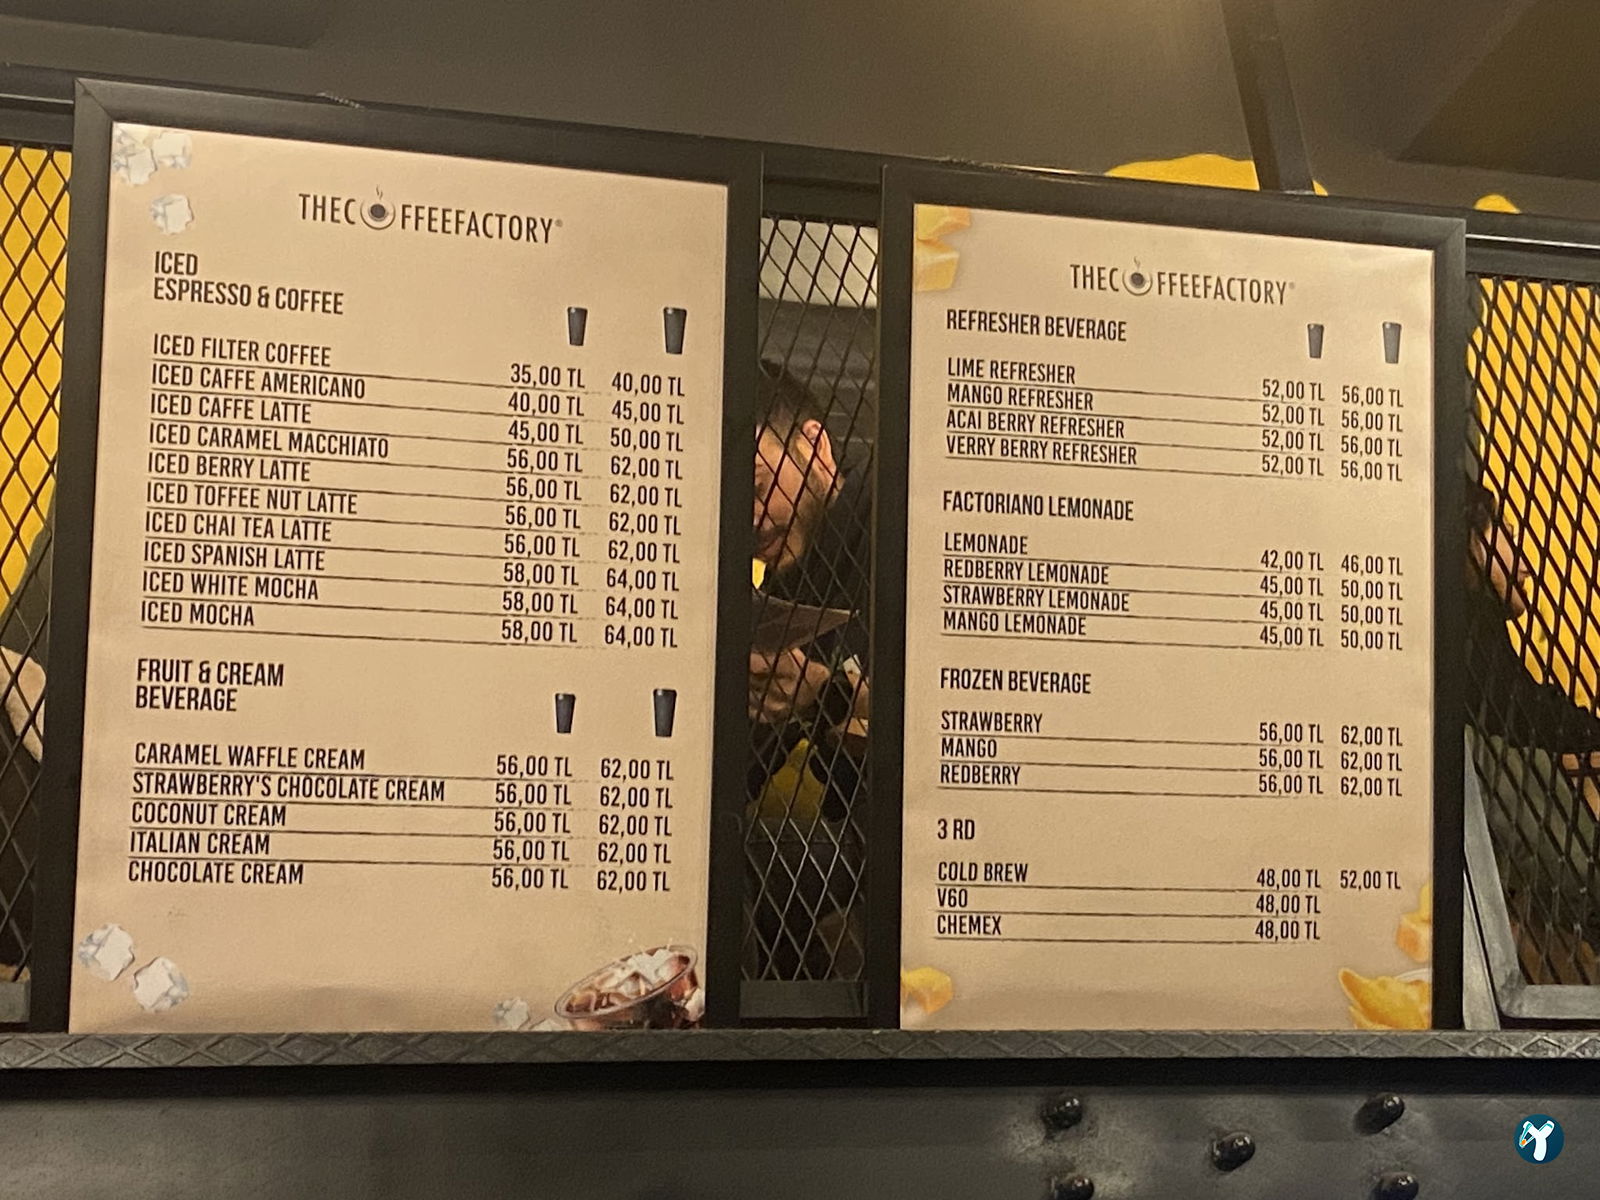 THECOFFEEFACTORY®
ICED
ESPRESSO & COFFEE
ICED FILTER COFFEE 35,00 TL 40,00 TL
ICED CAFFE AMERICANO 40,00 TL 45,00 TL
ICED CAFFE LATTE 45,00 TL 50,00 TL
ICED CARAMEL MACCHIATO 56,00 TL 62,00 TL
ICED BERRY LATTE 56,00 TL 62,00 TL
ICED TOFFEE NUT LATTE 56,00 TL 62,00 TL
ICED CHAI TEA LATTE 56,00 TL 62,00 TL
ICED SPANISH LATTE 58,00 TL 64,00 TL
ICED WHITE MOCHA 58,00 TL 64,00 TL
ICED MOCHA 58,00 TL 64,00 TL
FRUIT & CREAM
BEVERAGE
CARAMEL WAFFLE CREAM 56,00 TL 62,00 TL
STRAWBERRY'S CHOCOLATE CREAM 56,00 TL 62,00 TL
COCONUT CREAM 56,00 TL 62,00 TL
ITALIAN CREAM 56,00 TL 62,00 TL
CHOCOLATE CREAM 56,00 TL 62,00 TL
THECOFFEEFACTORY®
REFRESHER BEVERAGE
LIME REFRESHER 52,00 TL 56,00 TL
MANGO REFRESHER 52,00 TL 56,00 TL
ACAI BERRY REFRESHER 52,00 TL 56,00 TL
VERRY BERRY REFRESHER 52,00 TL 56,00 TL
FACTORIANO LEMONADE
LEMONADE 42,00 TL 46,00 TL
REDBERRY LEMONADE 45,00 TL 50,00 TL
STRAWBERRY LEMONADE 45,00 TL 50,00 TL
MANGO LEMONADE 45,00 TL 50,00 TL
FROZEN BEVERAGE
STRAWBERRY 56,00 TL 62,00 TL
MANGO 56,00 TL 62,00 TL
REDBERRY 56,00 TL 62,00 TL
3 RD
COLD BREW 48,00 TL 52,00 TL
V60 48,00 TL
CHEMEX 48,00 TL